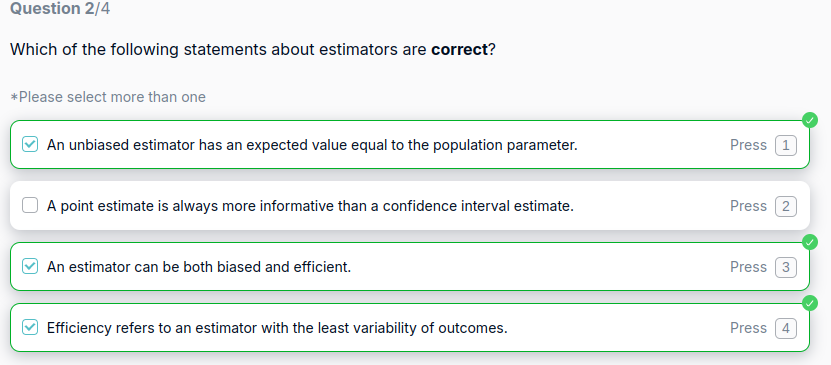 Question 2/4
Which of the following statements about estimators are correct?
*Please select more than one
An unbiased estimator has an expected value equal to the population parameter. Press 1
A point estimate is always more informative than a confidence interval estimate. Press 2
An estimator can be both biased and efficient. Press 3
Efficiency refers to an estimator with the least variability of outcomes. Press 4